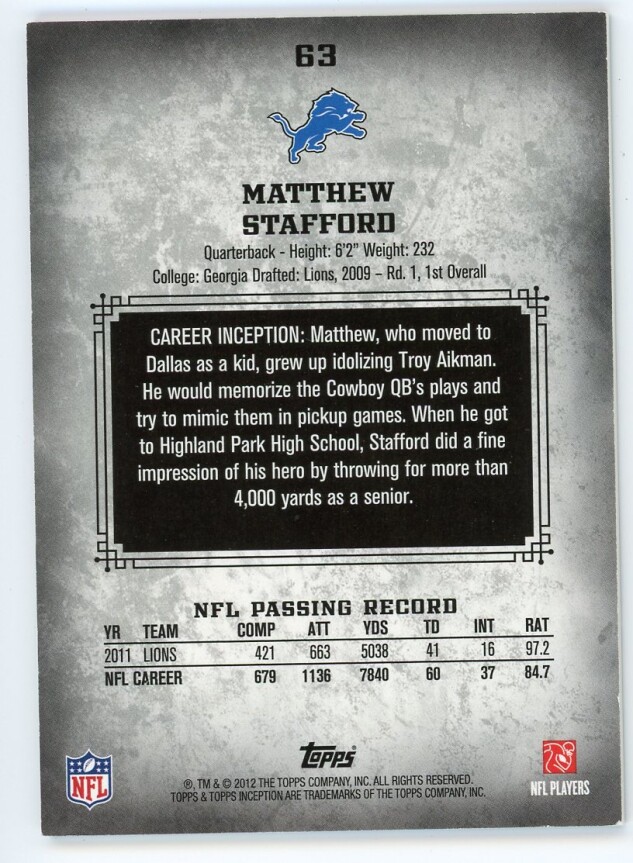 63
MATTHEW
STAFFORD
Quarterback - Height: 6'2" Weight: 232
College: Georgia Drafted: Lions, 2009 – Rd. 1, 1st Overall
CAREER INCEPTION: Matthew, who moved to
Dallas as a kid, grew up idolizing Troy Aikman.
He would memorize the Cowboy QB's plays and
try to mimic them in pickup games. When he got
to Highland Park High School, Stafford did a fine
impression of his hero by throwing for more than
4,000 yards as a senior.
NFL PASSING RECORD
YR TEAM COMP ATT YDS TD INT RAT
2011 LIONS 421 663 5038 41 16 97.2
NFL CAREER 679 1136 7840 60 37 84.7
NFL
Topps
®, TM & © 2012 THE TOPPS COMPANY, INC. ALL RIGHTS RESERVED.
TOPPS & TOPPS INCEPTION ARE TRADEMARKS OF THE TOPPS COMPANY, INC.
NFL PLAYERS